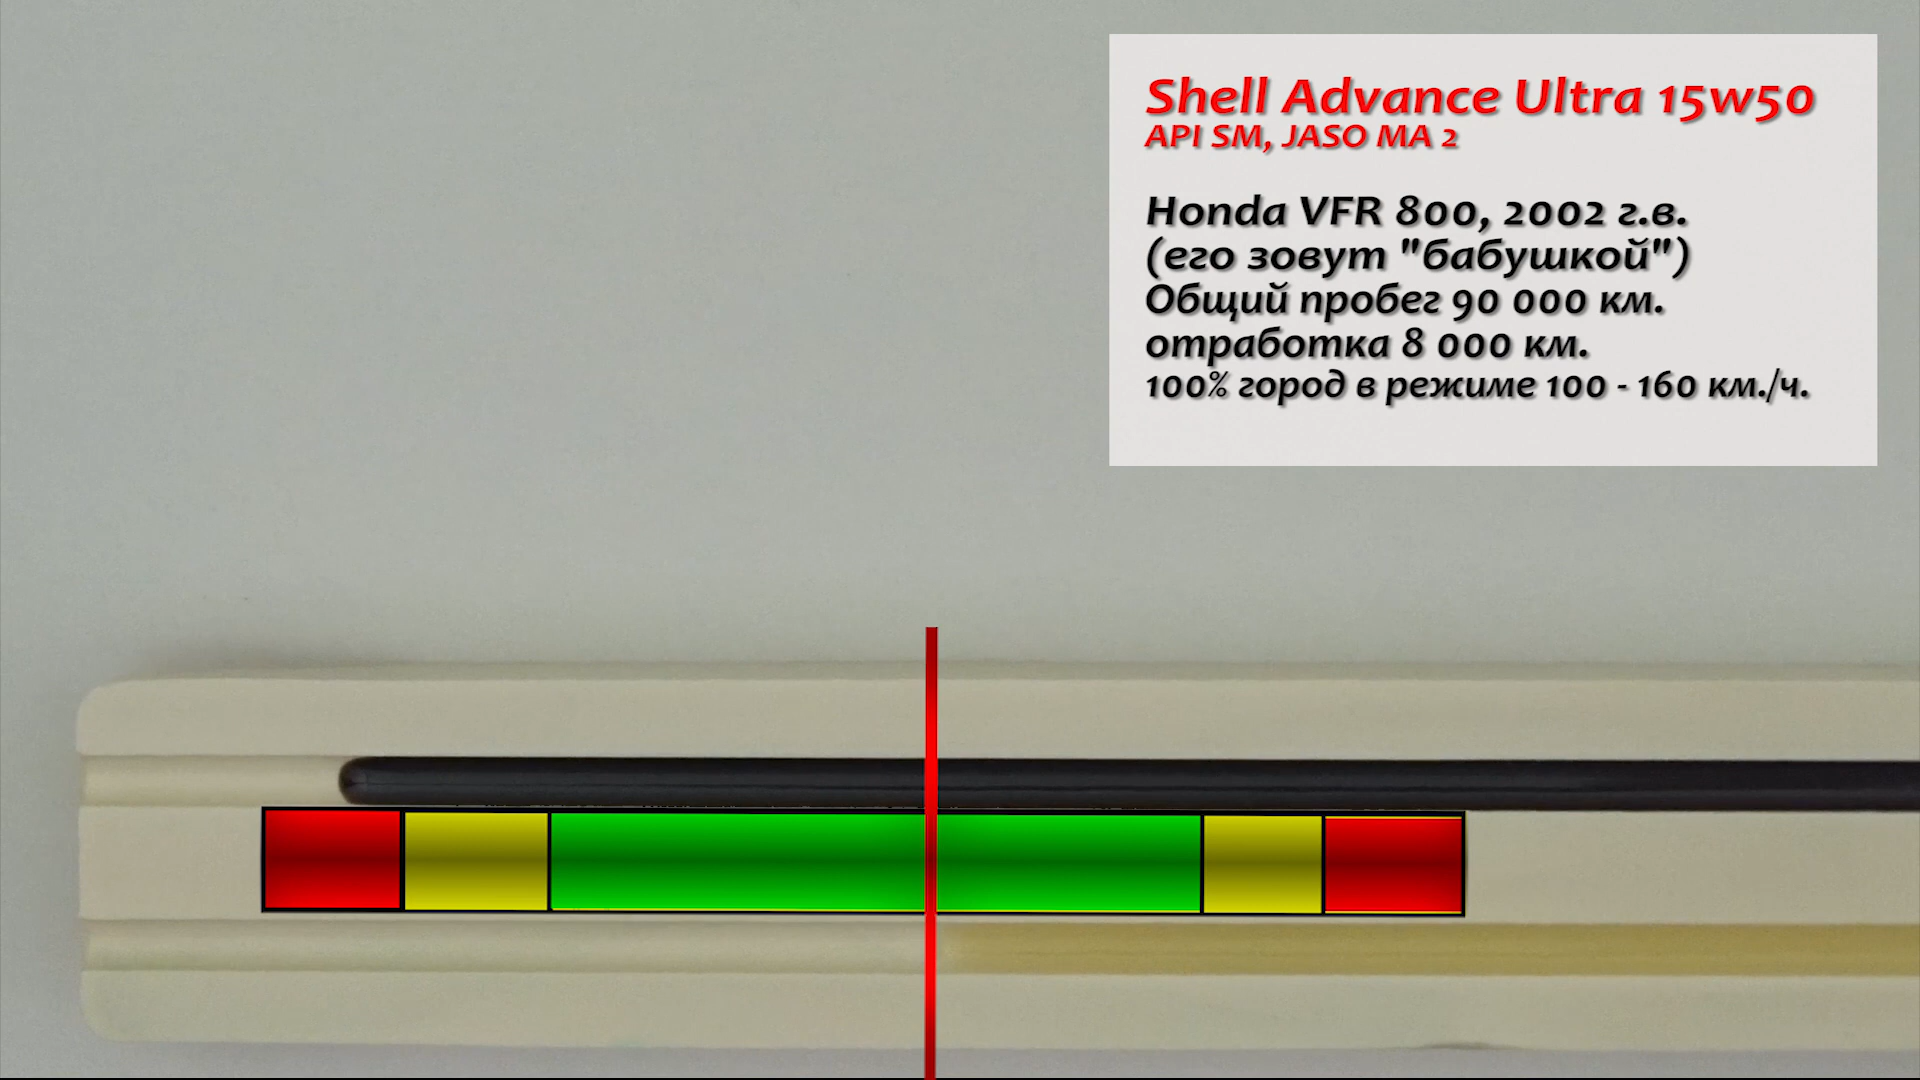 Shell Advance Ultra 15w50
API SM, JASO MA 2
Honda VFR 800, 2002 г.в.
(его зовут "бабушкой")
Общий пробег 90 000 км.
отработка 8 000 км.
100% город в режиме 100 - 160 км./ч.